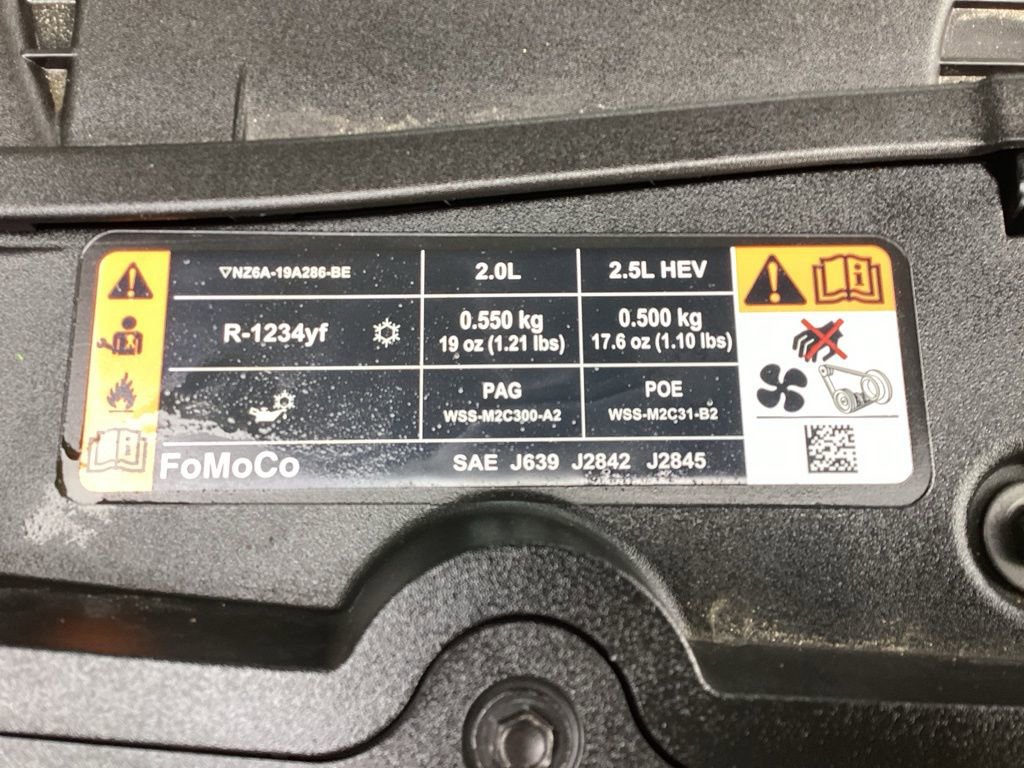 ▽NZ6A-19A286-BE 2.0L 2.5L HEV
R-1234yf 0.550 kg 0.500 kg
19 oz (1.21 lbs) 17.6 oz (1.10 lbs)
PAG POE
WSS-M2C300-A2 WSS-M2C31-B2
FoMoCo SAE J639 J2842 J2845